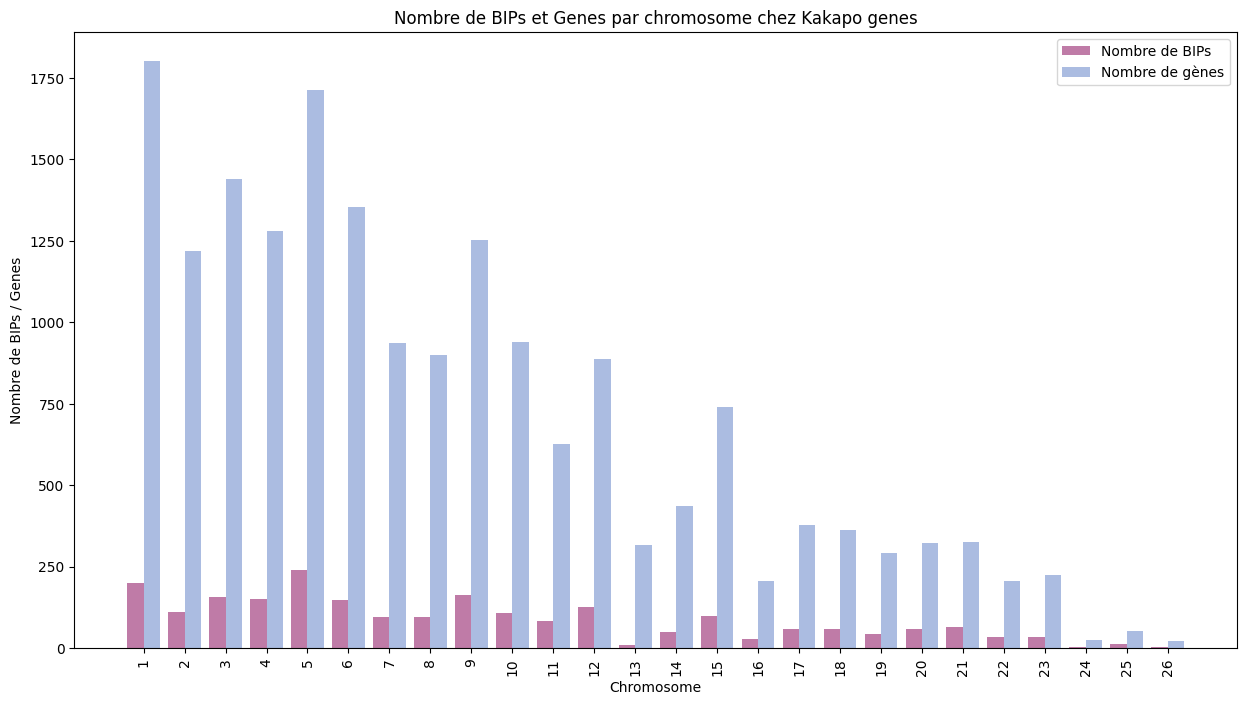 Nombre de BIPs et Genes par chromosome chez Kakapo genes
Nombre de BIPs
Nombre de gènes
Nombre de BIPs / Genes
1750
1500
1250
1000
750
500
250
0
1 2 3 4 5 6 7 8 9 10 11 12 13 14 15 16 17 18 19 20 21 22 23 24 25 26
Chromosome